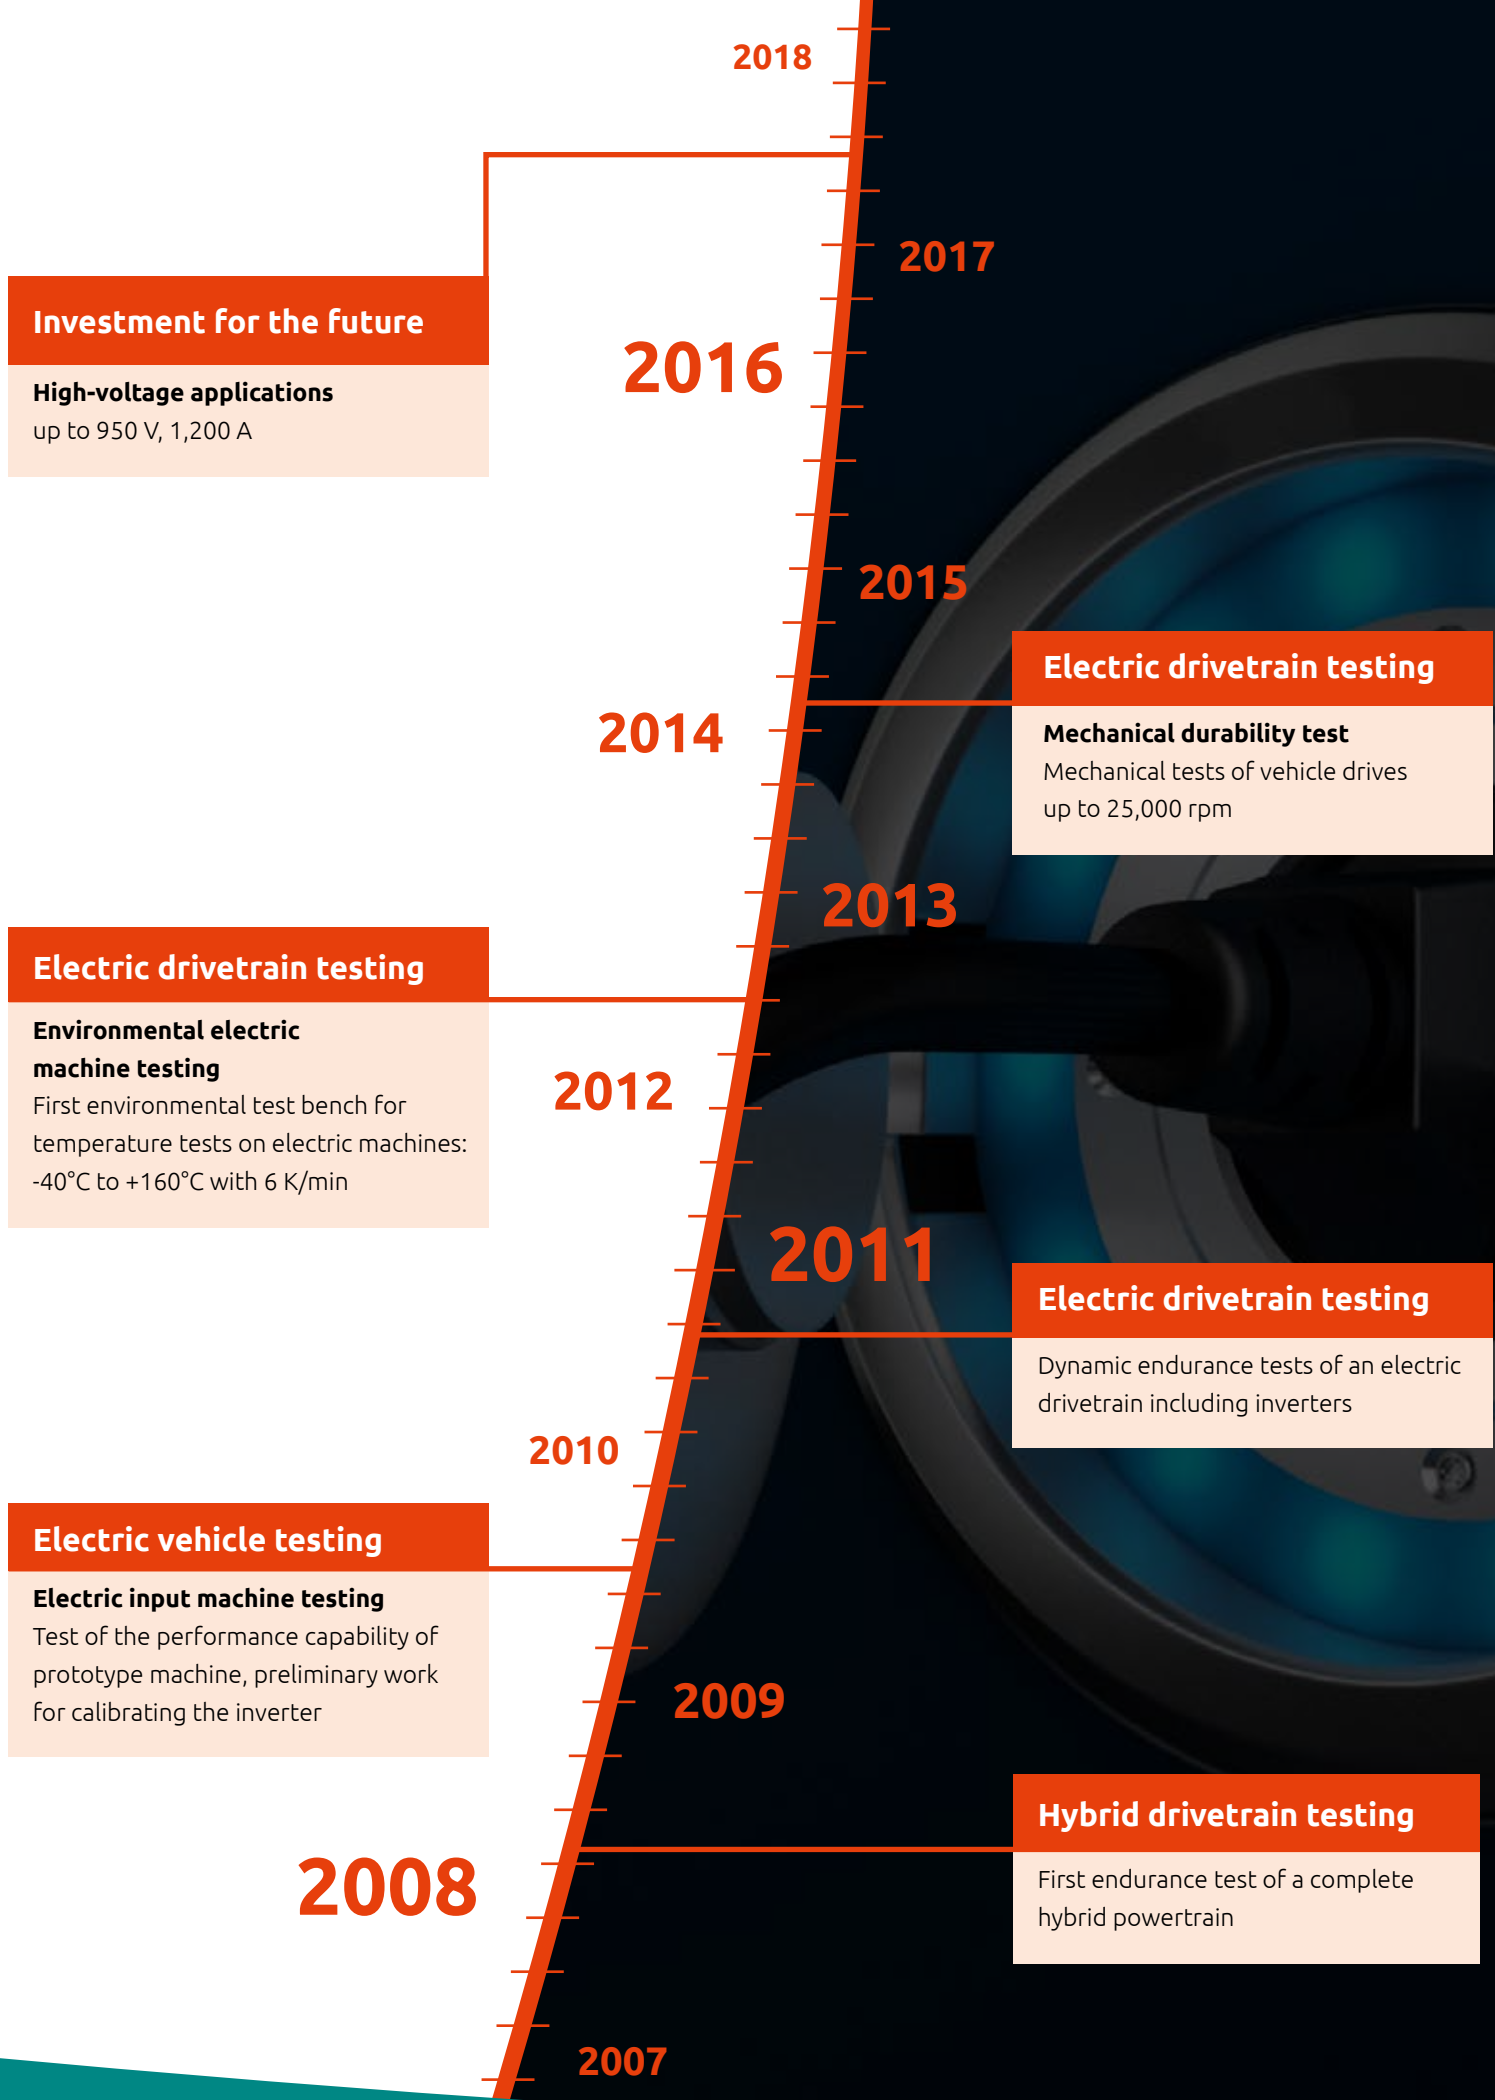 2018
2017
Investment for the future
High-voltage applications
up to 950 V, 1,200 A
2016
2015
Electric drivetrain testing
Mechanical durability test
Mechanical tests of vehicle drives
up to 25,000 rpm
2014
2013
Electric drivetrain testing
Environmental electric
machine testing
First environmental test bench for
temperature tests on electric machines:
-40°C to +160°C with 6 K/min
2012
2011
Electric drivetrain testing
Dynamic endurance tests of an electric
drivetrain including inverters
2010
Electric vehicle testing
Electric input machine testing
Test of the performance capability of
prototype machine, preliminary work
for calibrating the inverter
2009
Hybrid drivetrain testing
First endurance test of a complete
hybrid powertrain
2008
2007